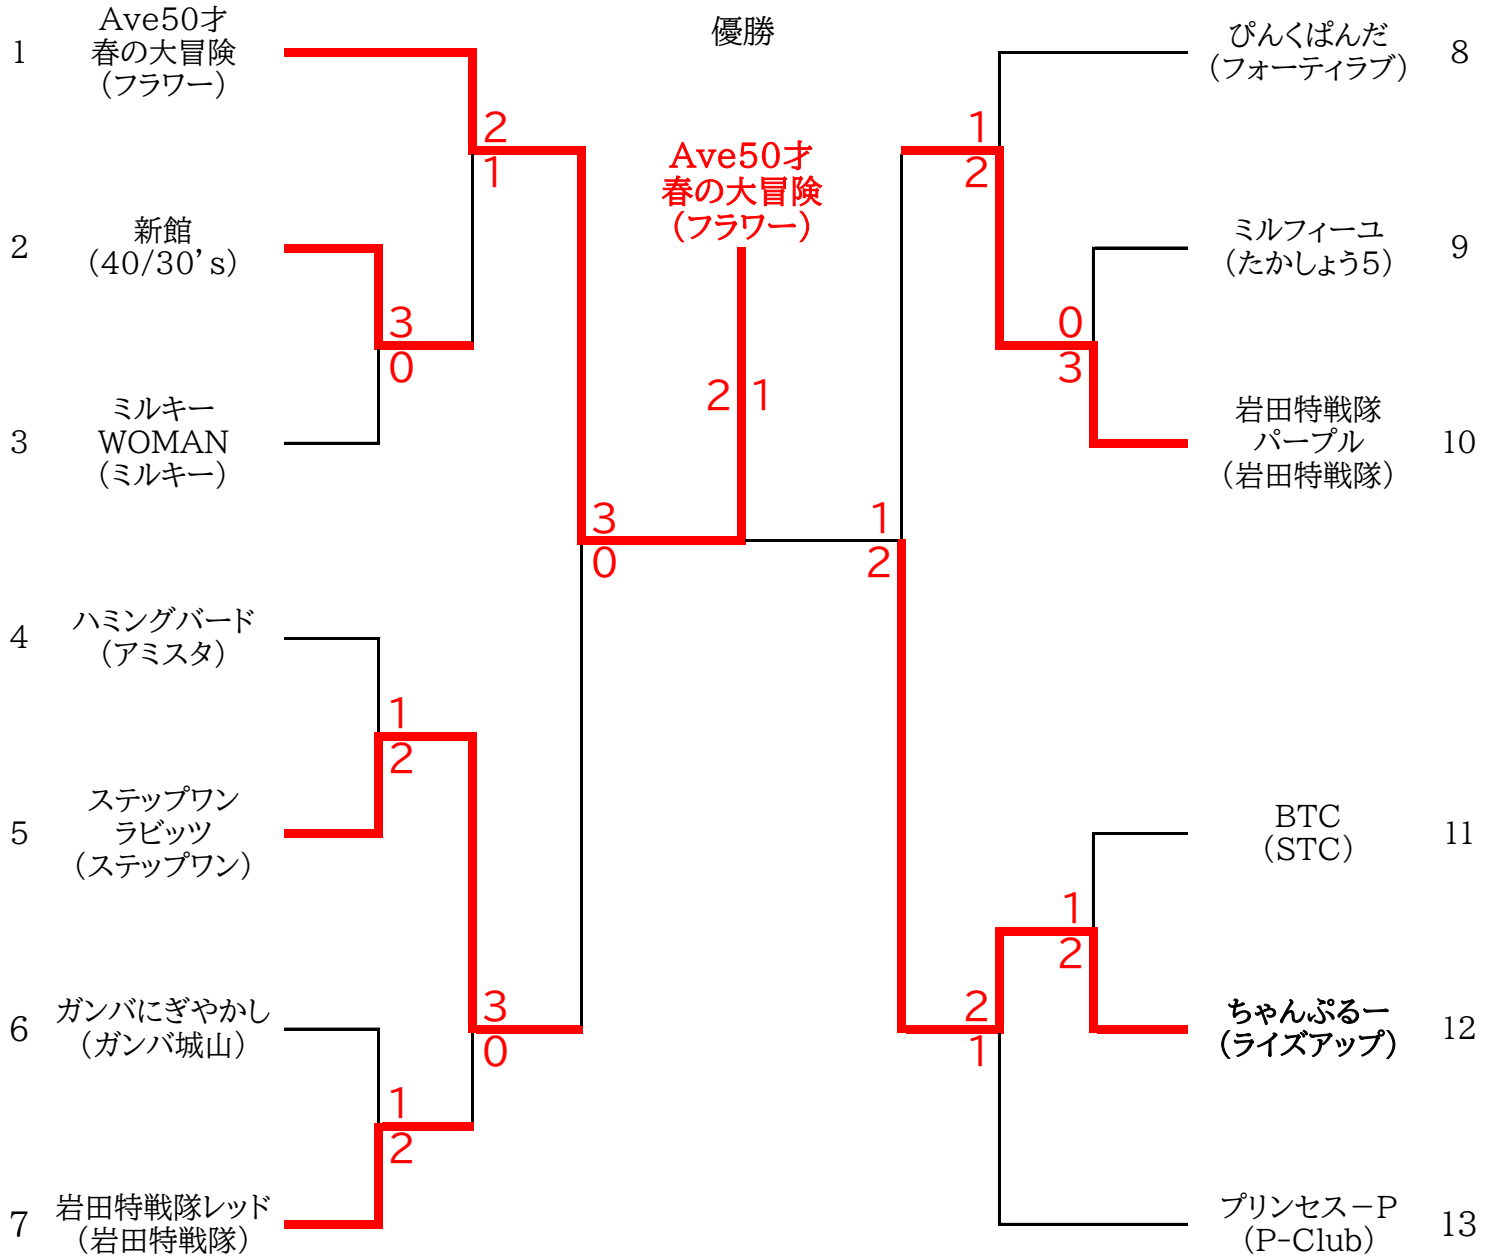 優勝
Ave50才
春の大冒険
（フラワー）
2
1
1
Ave50才
春の大冒険
（フラワー）
2
1
2
新館
（40/30’s）
3
0
3
ミルキー
WOMAN
（ミルキー）
3
0
4
ハミングバード
（アミスタ）
1
2
5
ステップワン
ラビッツ
（ステップワン）
3
0
6
ガンバにぎやかし
（ガンバ城山）
1
2
7
岩田特戦隊レッド
（岩田特戦隊）
ぴんくぱんだ
（フォーティラブ）
8
1
2
ミルフィーユ
（たかしょう5）
9
0
3
岩田特戦隊
パープル
（岩田特戦隊）
10
1
2
BTC
（STC）
11
1
2
ちゃんぷるー
（ライズアップ）
12
2
1
プリンセス－P
（P-Club）
13